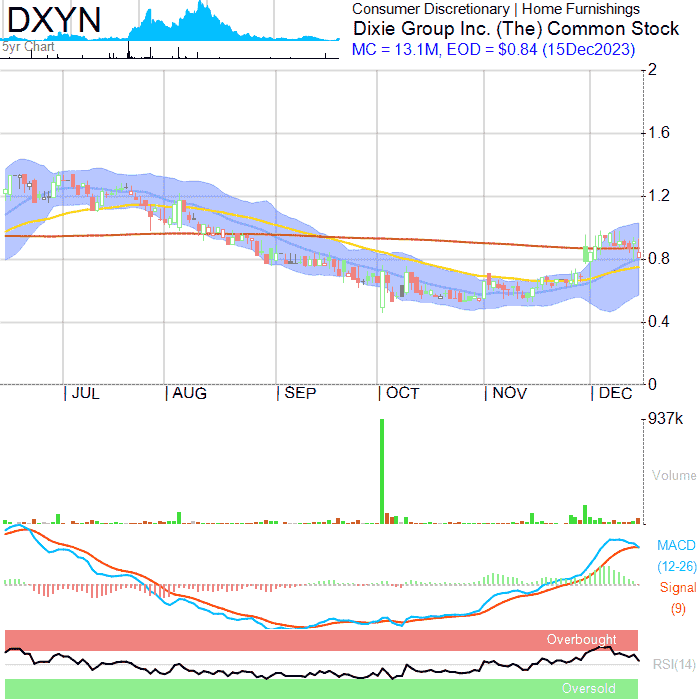 DXYN
Consumer Discretionary | Home Furnishings
Dixie Group Inc. (The) Common Stock
MC = 13.1M, EOD = $0.84 (15Dec2023)
5yr Chart
2
1.6
1.2
0.8
0.4
0
JUL
AUG
SEP
OCT
NOV
DEC
937k
Volume
MACD
(12-26)
Signal
(9)
Overbought
RSI(14)
Oversold